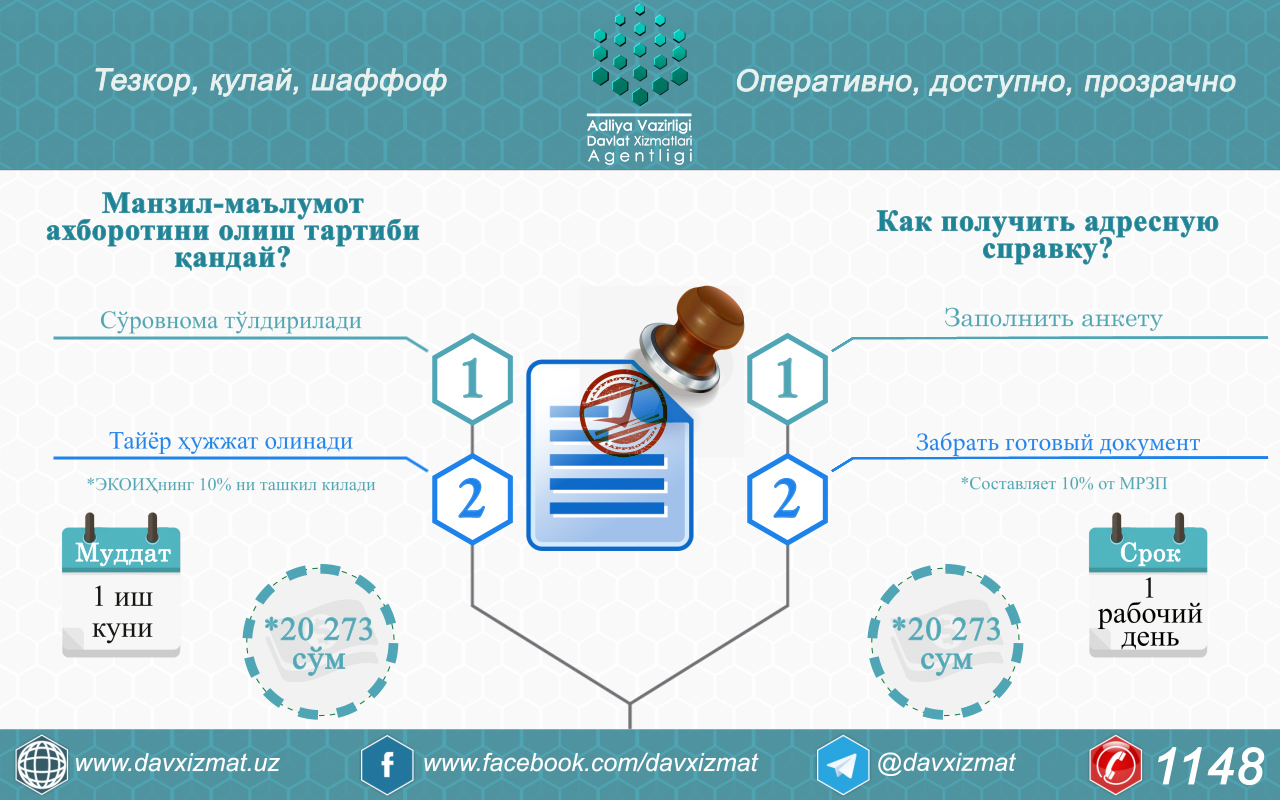 Тезкор, қулай, шаффоф
Adliya Vazirligi
Davlat Xizmatlari
Agentligi
Оперативно, доступно, прозрачно
Манзил-маълумот
ахборотини олиш тартиби
қандай?
Сўровнома тўлдирилади
1
Тайёр ҳужжат олинади
2
*ЭКОИҲнинг 10% ни ташкил килади
Муддат
1 иш
куни
*20 273
сўм
APPROVED
APPROVED
Как получить адресную
справку?
Заполнить анкету
1
Забрать готовый документ
2
*Составляет 10% от МРЗП
*20 273
сум
Срок
1
рабочий
день
www.davxizmat.uz
www.facebook.com/davxizmat
@davxizmat
1148